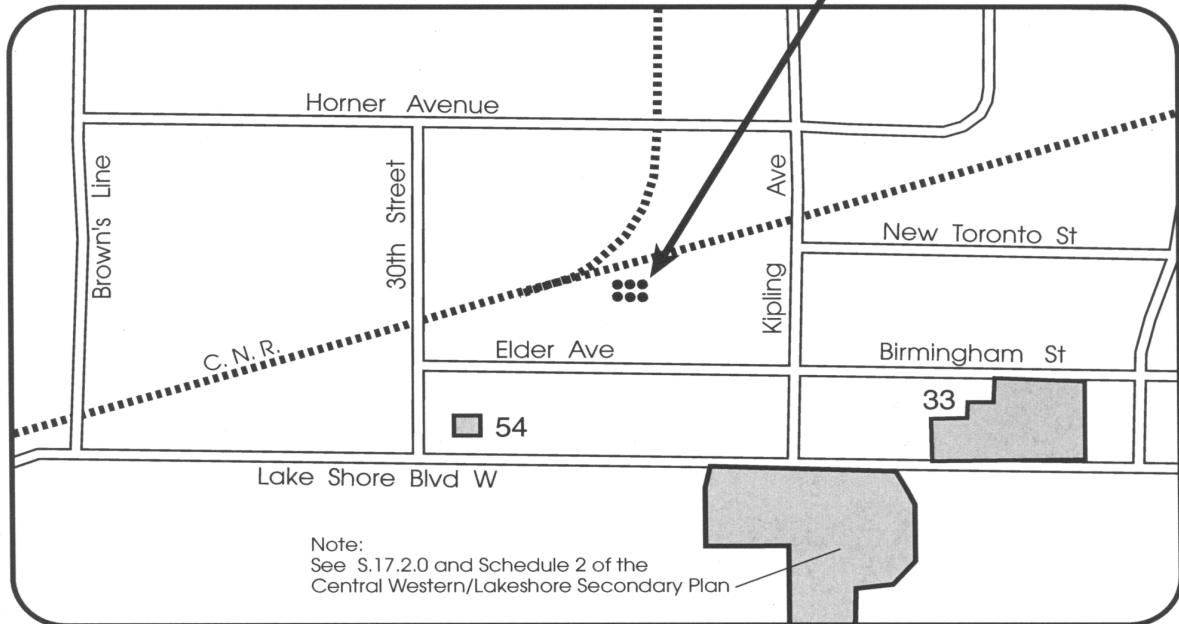 Horner Avenue
Brown's Line
30th Street
Kipling Ave
New Toronto St
C. N. R.
Elder Ave
Birmingham St
33
54
Lake Shore Blvd W
Note:
See S.17.2.0 and Schedule 2 of the
Central Western/Lakeshore Secondary Plan